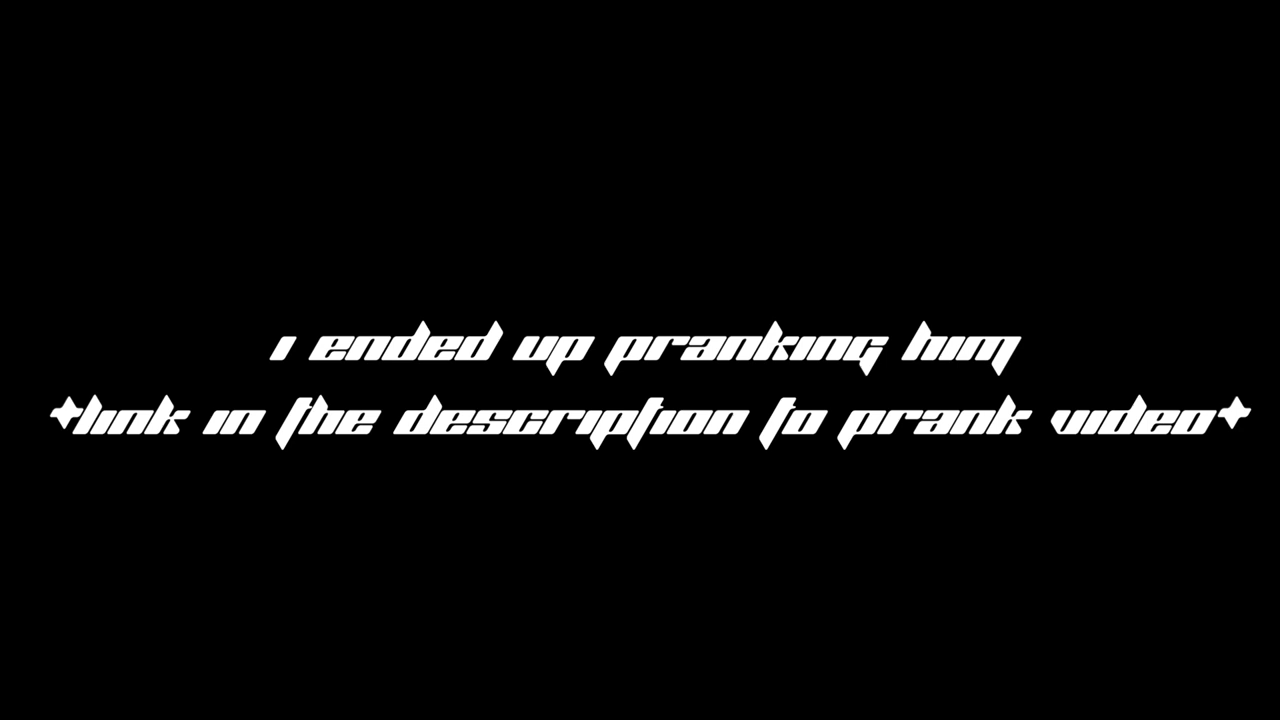 i ended up pranking him
*link in the description to prank video*